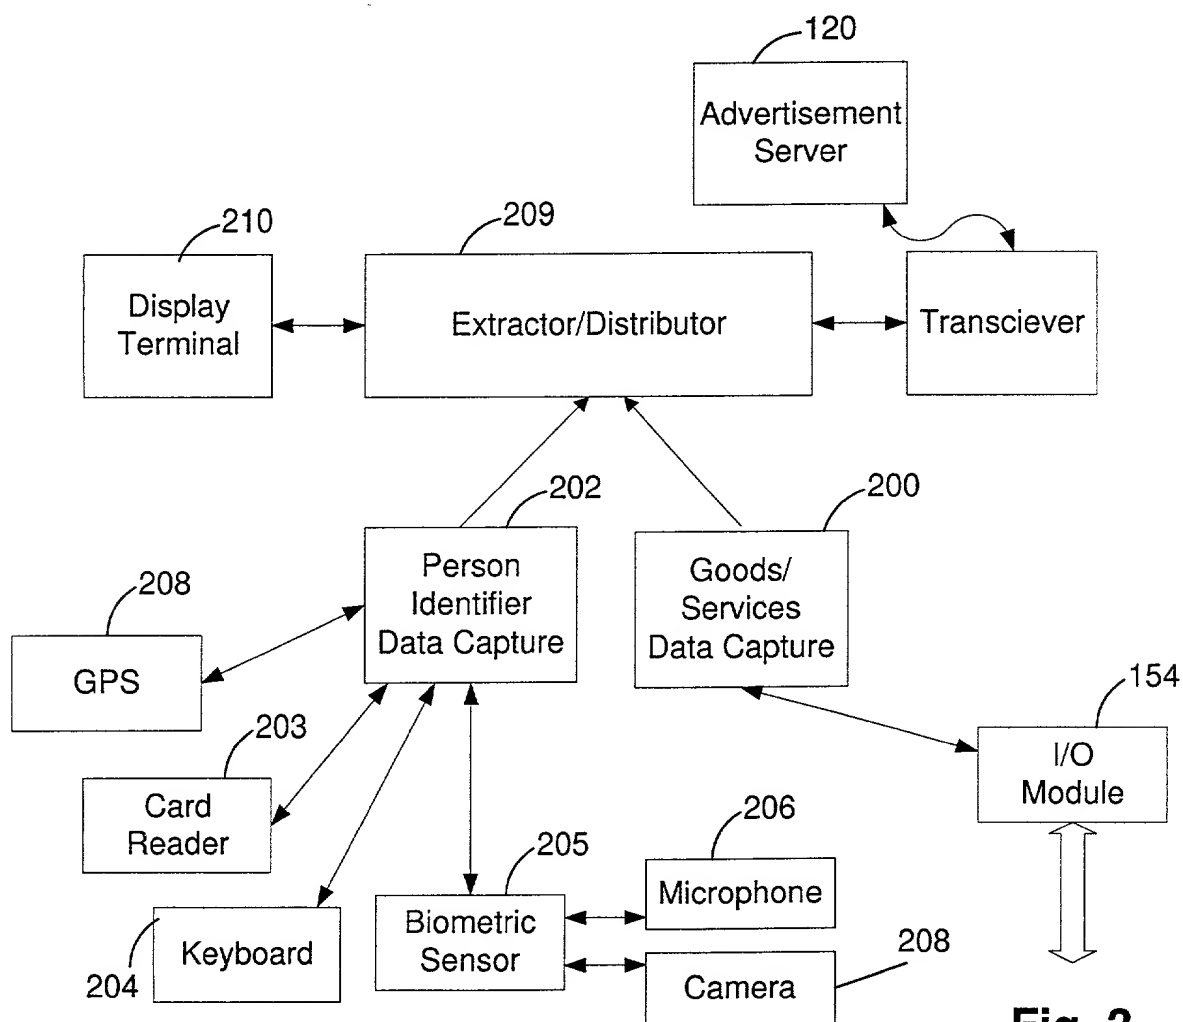 120
Advertisement
Server
210
209
Display
Terminal
Extractor/Distributor
Transciever
202
200
Person
Identifier
Data Capture
Goods/
Services
Data Capture
208
GPS
154
I/O
Module
203
Card
Reader
206
205
Microphone
Biometric
Sensor
208
Keyboard
204
Camera